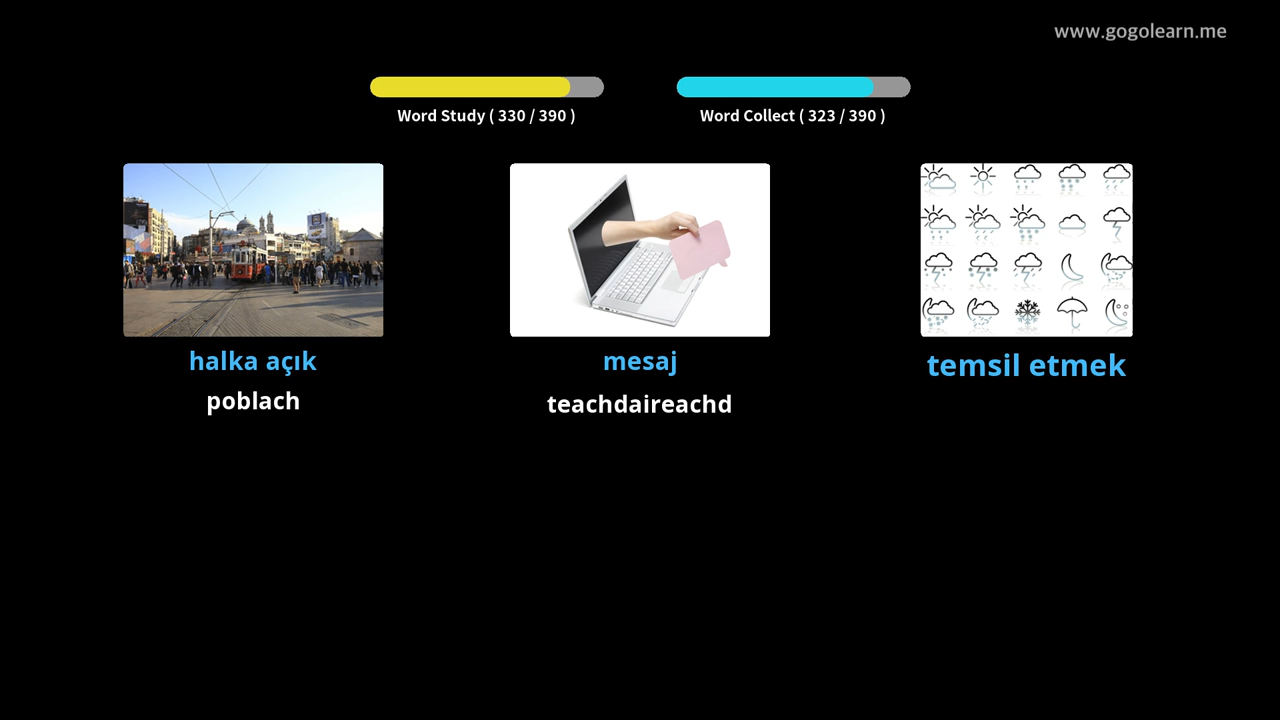 www.gogolearn.me
Word Study ( 330 / 390 )
Word Collect ( 323 / 390 )
halka açık
poblach
mesaj
teachdaireachd
temsil etmek